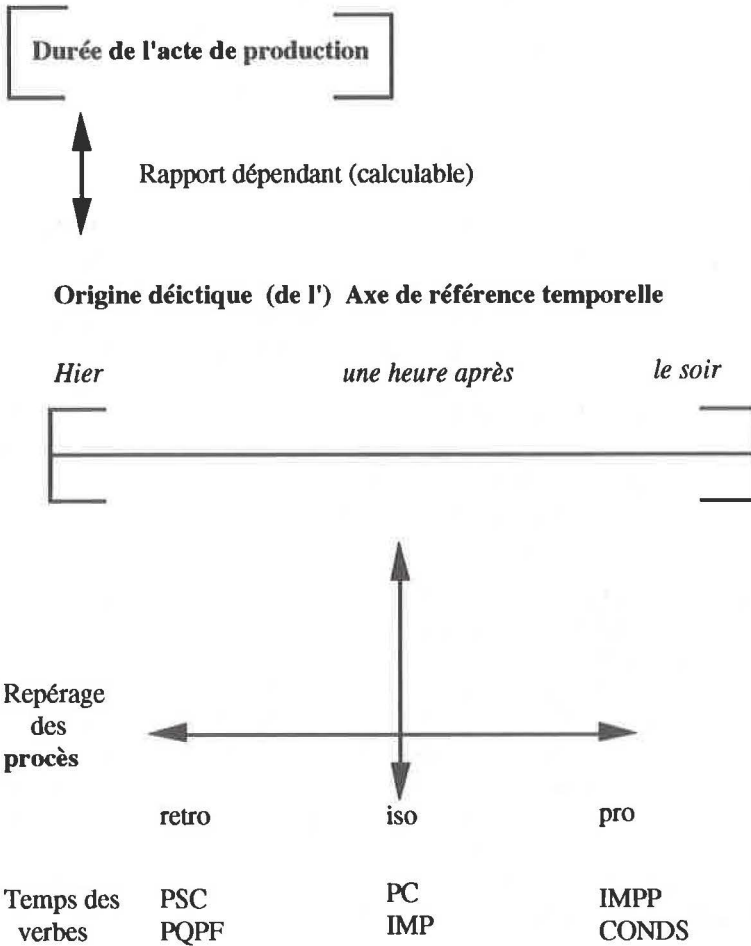 Durée de l'acte de production
Rapport dépendant (calculable)
Origine déictique (de l') Axe de référence temporelle
Hier une heure après le soir
Repérage
des
procès
retro iso pro
Temps des PSC PC IMPP
verbes PQPF IMP CONDS